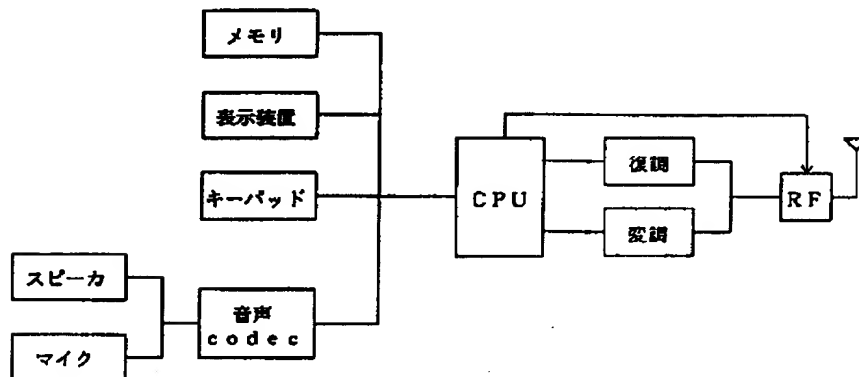 メモリ
表示装置
キーパッド
CPU
復調
変調
RF
スピーカ
マイク
音声
codec